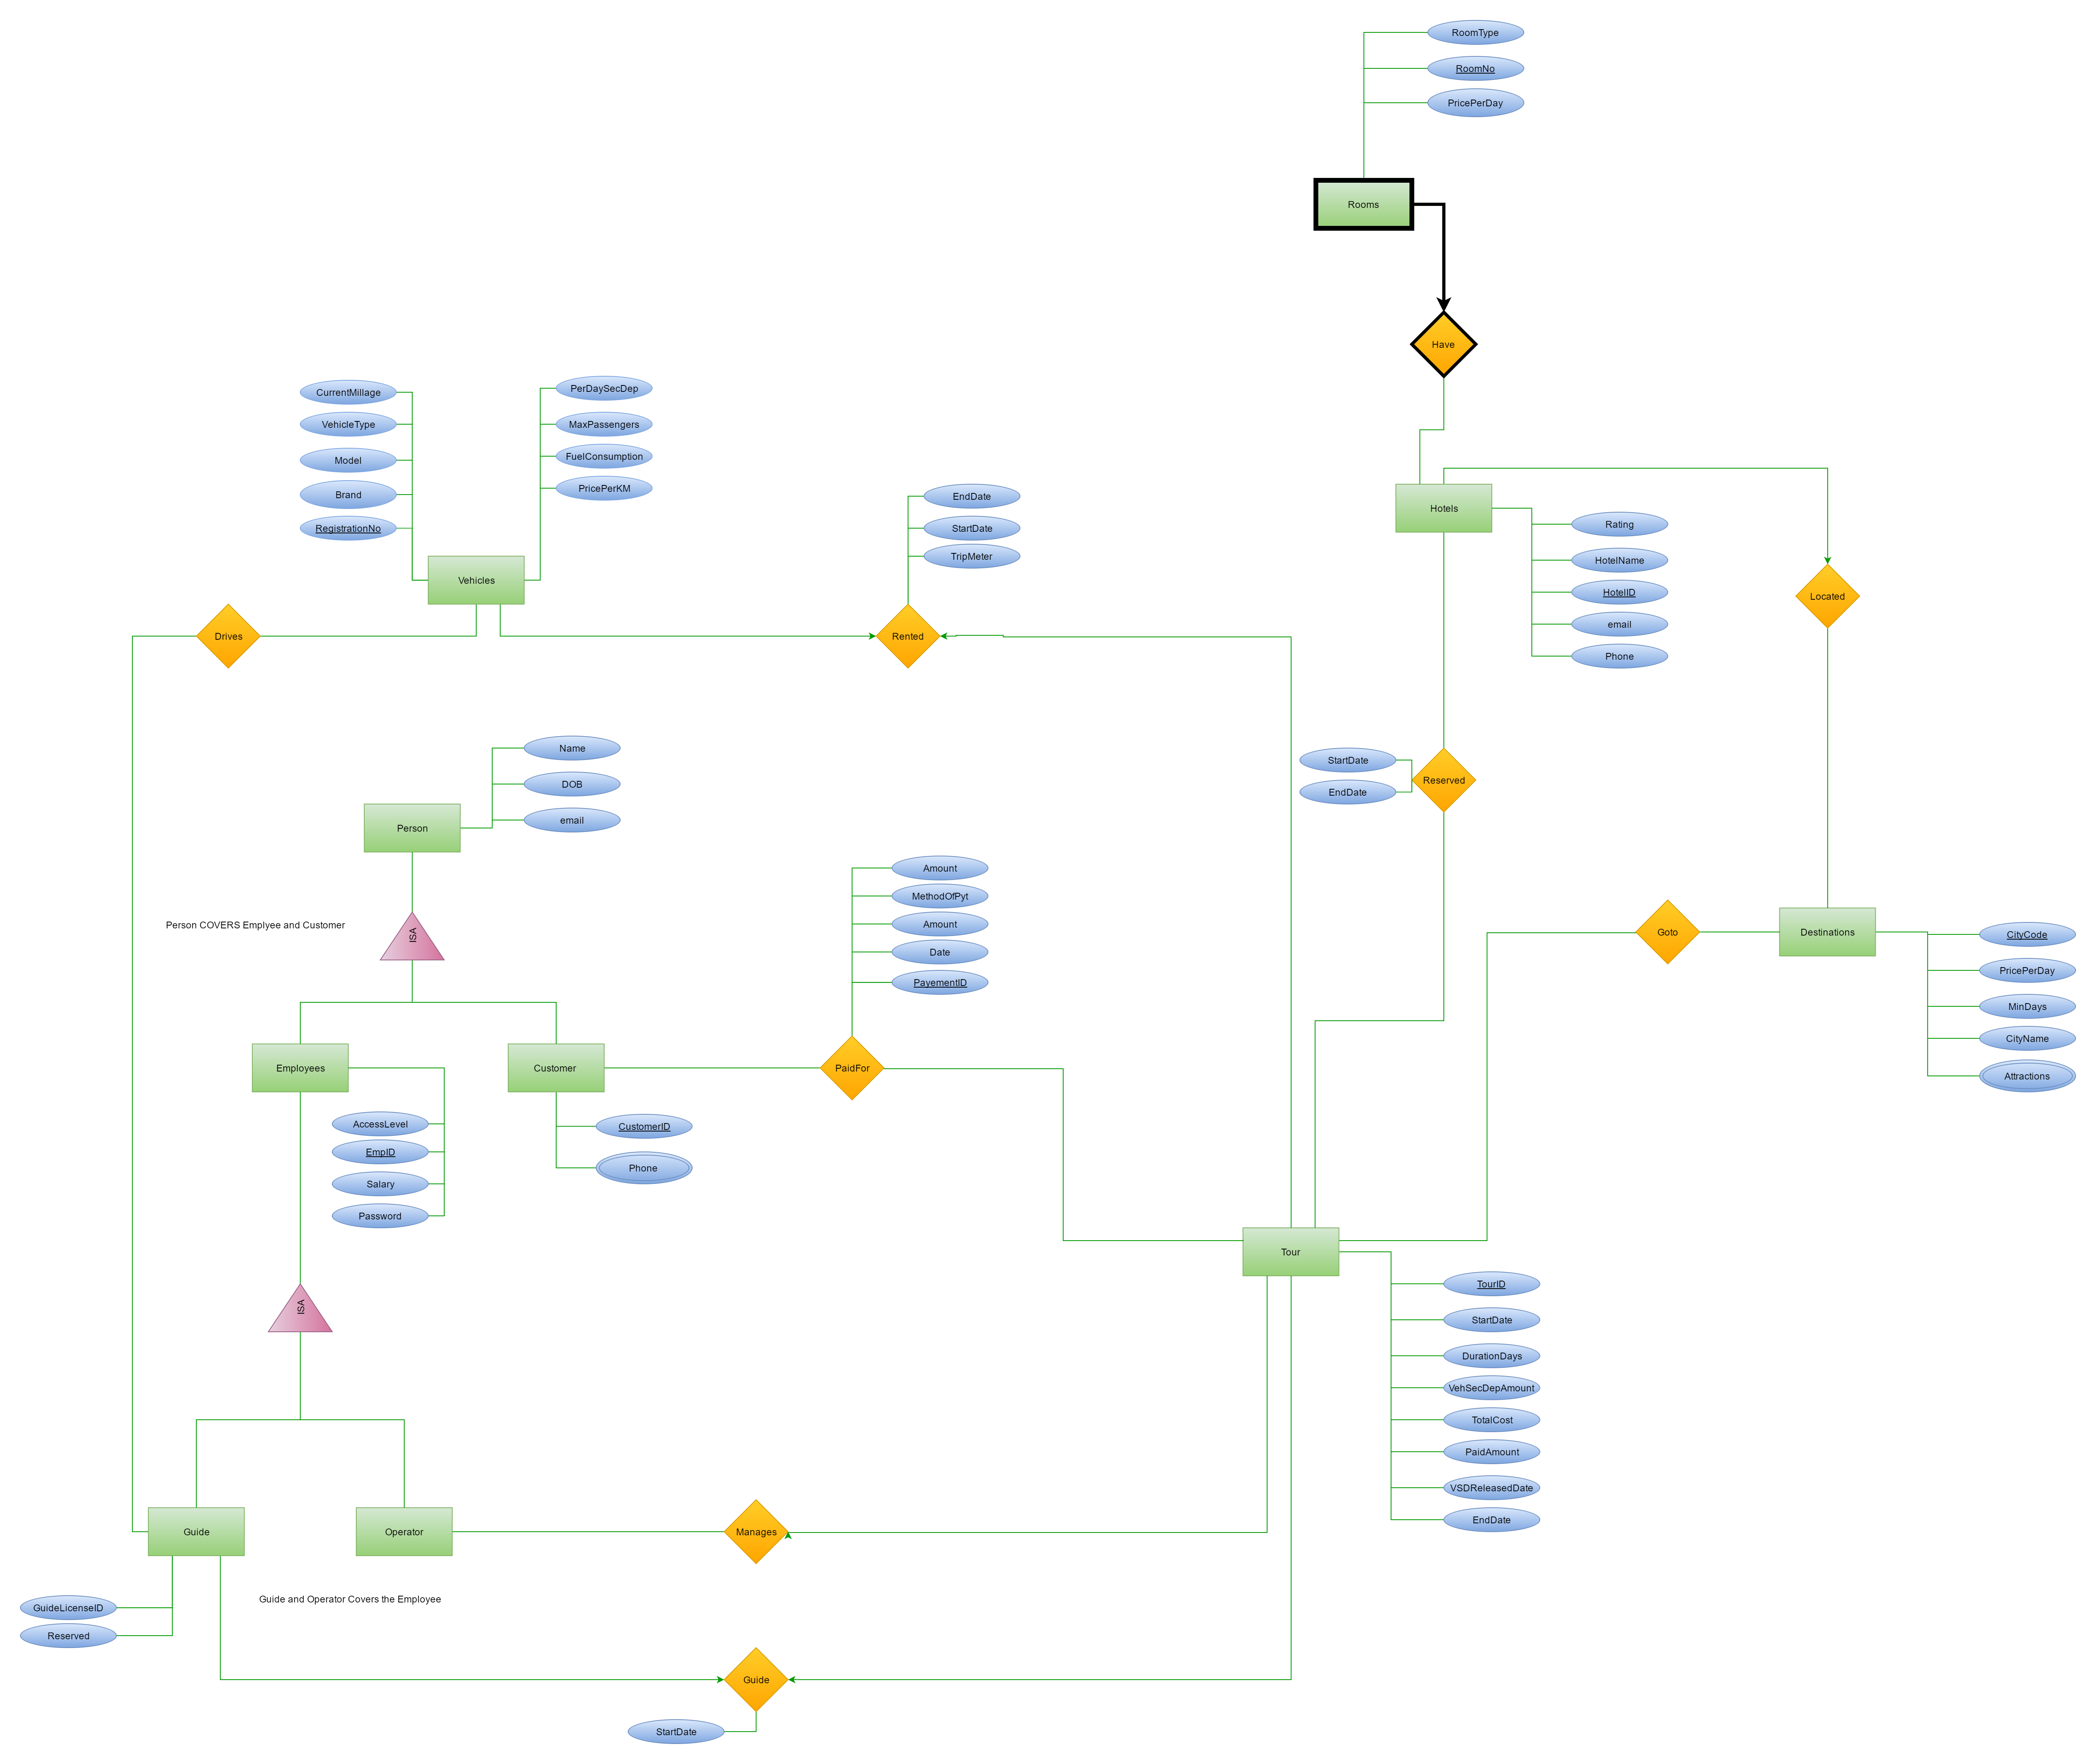 RoomType
RoomNo
PricePerDay
Rooms
Have
CurrentMillage
VehicleType
Model
Brand
RegistrationNo
PerDaySecDep
MaxPassengers
FuelConsumption
PricePerKM
Vehicles
Drives
EndDate
StartDate
TripMeter
Rented
Hotels
Rating
HotelName
HotelID
email
Phone
Located
StartDate
EndDate
Reserved
Name
DOB
email
Person
Person COVERS Emplyee and Customer
ISA
Amount
MethodOfPyt
Amount
Date
PayementID
PaidFor
Goto
Destinations
CityCode
PricePerDay
MinDays
CityName
Attractions
Employees
Customer
AccessLevel
EmpID
Salary
Password
CustomerID
Phone
Tour
TourID
StartDate
DurationDays
VehSecDepAmount
TotalCost
PaidAmount
VSDReleasedDate
EndDate
ISA
Guide
Operator
Manages
GuideLicenseID
Reserved
Guide and Operator Covers the Employee
Guide
StartDate